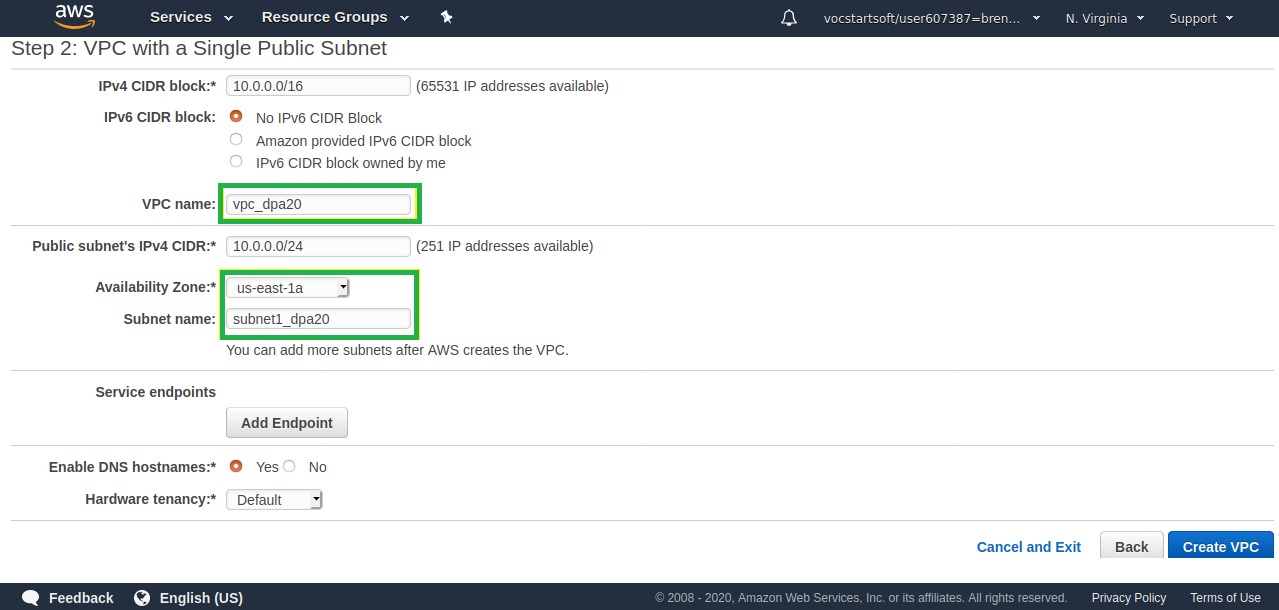 aws Services Resource Groups vocstartsoft/user607387=bren... N. Virginia Support
Step 2: VPC with a Single Public Subnet
IPv4 CIDR block:* 10.0.0.0/16 (65531 IP addresses available)
IPv6 CIDR block: No IPv6 CIDR Block
Amazon provided IPv6 CIDR block
IPv6 CIDR block owned by me
VPC name: vpc_dpa20
Public subnet's IPv4 CIDR:* 10.0.0.0/24 (251 IP addresses available)
Availability Zone:* us-east-1a
Subnet name: subnet1_dpa20
You can add more subnets after AWS creates the VPC.
Service endpoints
Add Endpoint
Enable DNS hostnames:* Yes No
Hardware tenancy:* Default
Cancel and Exit Back Create VPC
Feedback English (US) © 2008 - 2020, Amazon Web Services, Inc. or its affiliates. All rights reserved. Privacy Policy Terms of Use